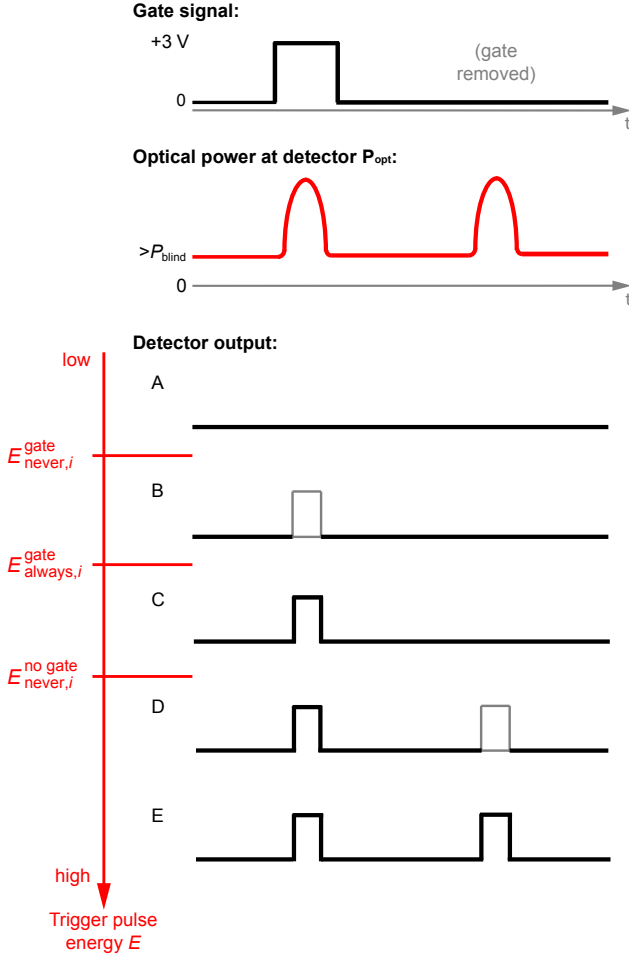 Gate signal:
+3 V
(gate
removed)
0
t
Optical power at detector Popt:
>Pblind
0
t
Detector output:
low
A
E gate never,i
B
E gate always,i
C
E no gate never,i
D
E
high
Trigger pulse
energy E